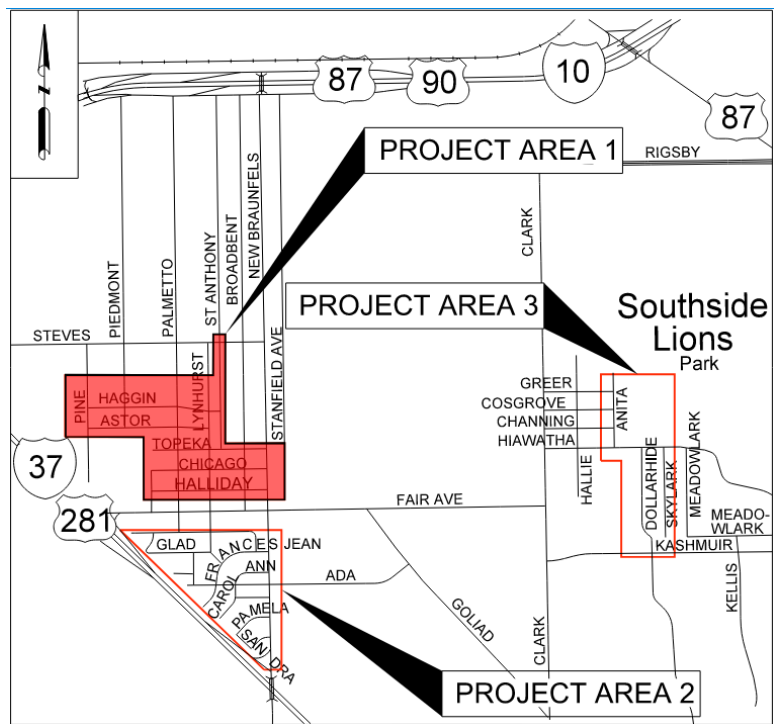 N
87
90
10
87
PROJECT AREA 1
RIGSBY
PIEDMONT
PALMETTO
ST ANTHONY
BROADBENT
NEW BRAUNFELS
CLARK
PROJECT AREA 3
Southside
Lions
Park
STEVES
LYNHURST
STANFIELD AVE
PINE
HAGGIN
ASTOR
TOPEKA
CHICAGO
HALLIDAY
GREER
COSGROVE
CHANNING
HIAWATHA
ANITA
HALLIE
DOLLARHIDE
SKYLARK
MEADOWLARK
37
281
FAIR AVE
MEADO-
WLARK
KASHMUIR
KELLIS
GLAD
FRANCES JEAN
ANN
CAROL
ADA
PAMELA
SANDRA
GOLIAD
CLARK
PROJECT AREA 2